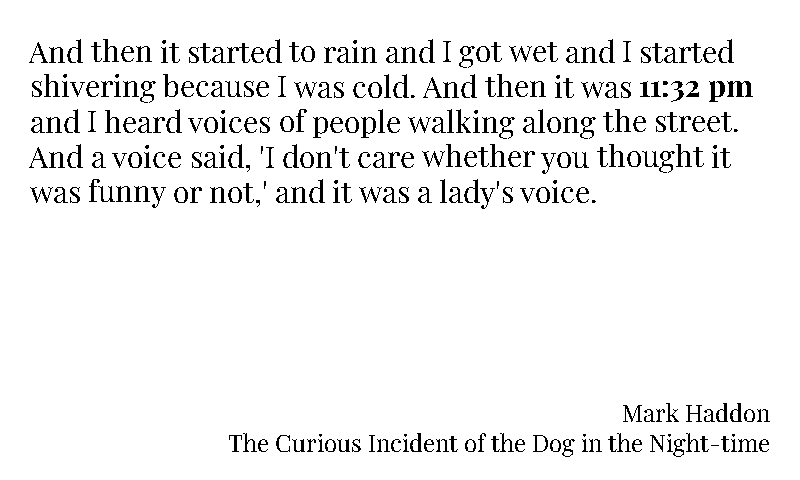 And then it started to rain and I got wet and I started
shivering because I was cold. And then it was 11:32 pm
and I heard voices of people walking along the street.
And a voice said, 'I don't care whether you thought it
was funny or not,' and it was a lady's voice.
Mark Haddon
The Curious Incident of the Dog in the Night-time